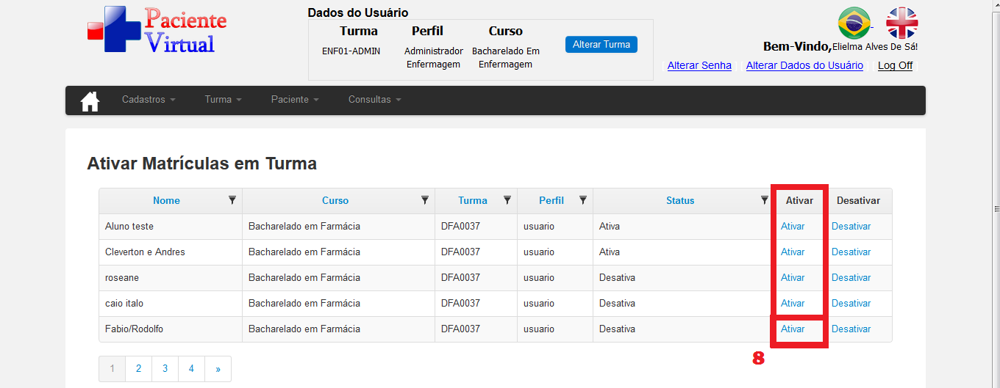 Paciente
Virtual
Dados do Usuário
Turma Perfil Curso
ENF01-ADMIN Administrador Enfermagem Bacharelado Em Enfermagem
Alterar Turma
Bem-Vindo,Elielma Alves De Sá!
| Alterar Senha | Alterar Dados do Usuário | Log Off |
Cadastros Turma Paciente Consultas
Ativar Matrículas em Turma
Nome Curso Turma Perfil Status Ativar Desativar
Aluno teste Bacharelado em Farmácia DFA0037 usuario Ativa Ativar Desativar
Cleverton e Andres Bacharelado em Farmácia DFA0037 usuario Ativa Ativar Desativar
roseane Bacharelado em Farmácia DFA0037 usuario Desativa Ativar Desativar
caio italo Bacharelado em Farmácia DFA0037 usuario Desativa Ativar Desativar
Fabio/Rodolfo Bacharelado em Farmácia DFA0037 usuario Desativa Ativar Desativar
8
1 2 3 4 »